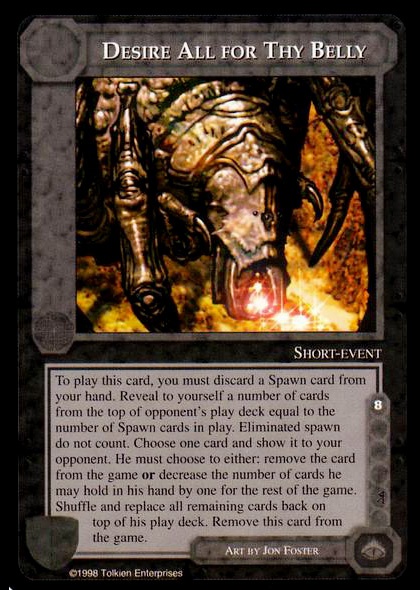 DESIRE ALL FOR THY BELLY
SHORT-EVENT
To play this card, you must discard a Spawn card from
your hand. Reveal to yourself a number of cards
from the top of opponent's play deck equal to the
number of Spawn cards in play. Eliminated spawn
do not count. Choose one card and show it to your
opponent. He must choose to either: remove the card
from the game or decrease the number of cards he
may hold in his hand by one for the rest of the game.
Shuffle and replace all remaining cards back on
top of his play deck. Remove this card from
the game.
8
ART BY JON FOSTER
©1998 Tolkien Enterprises